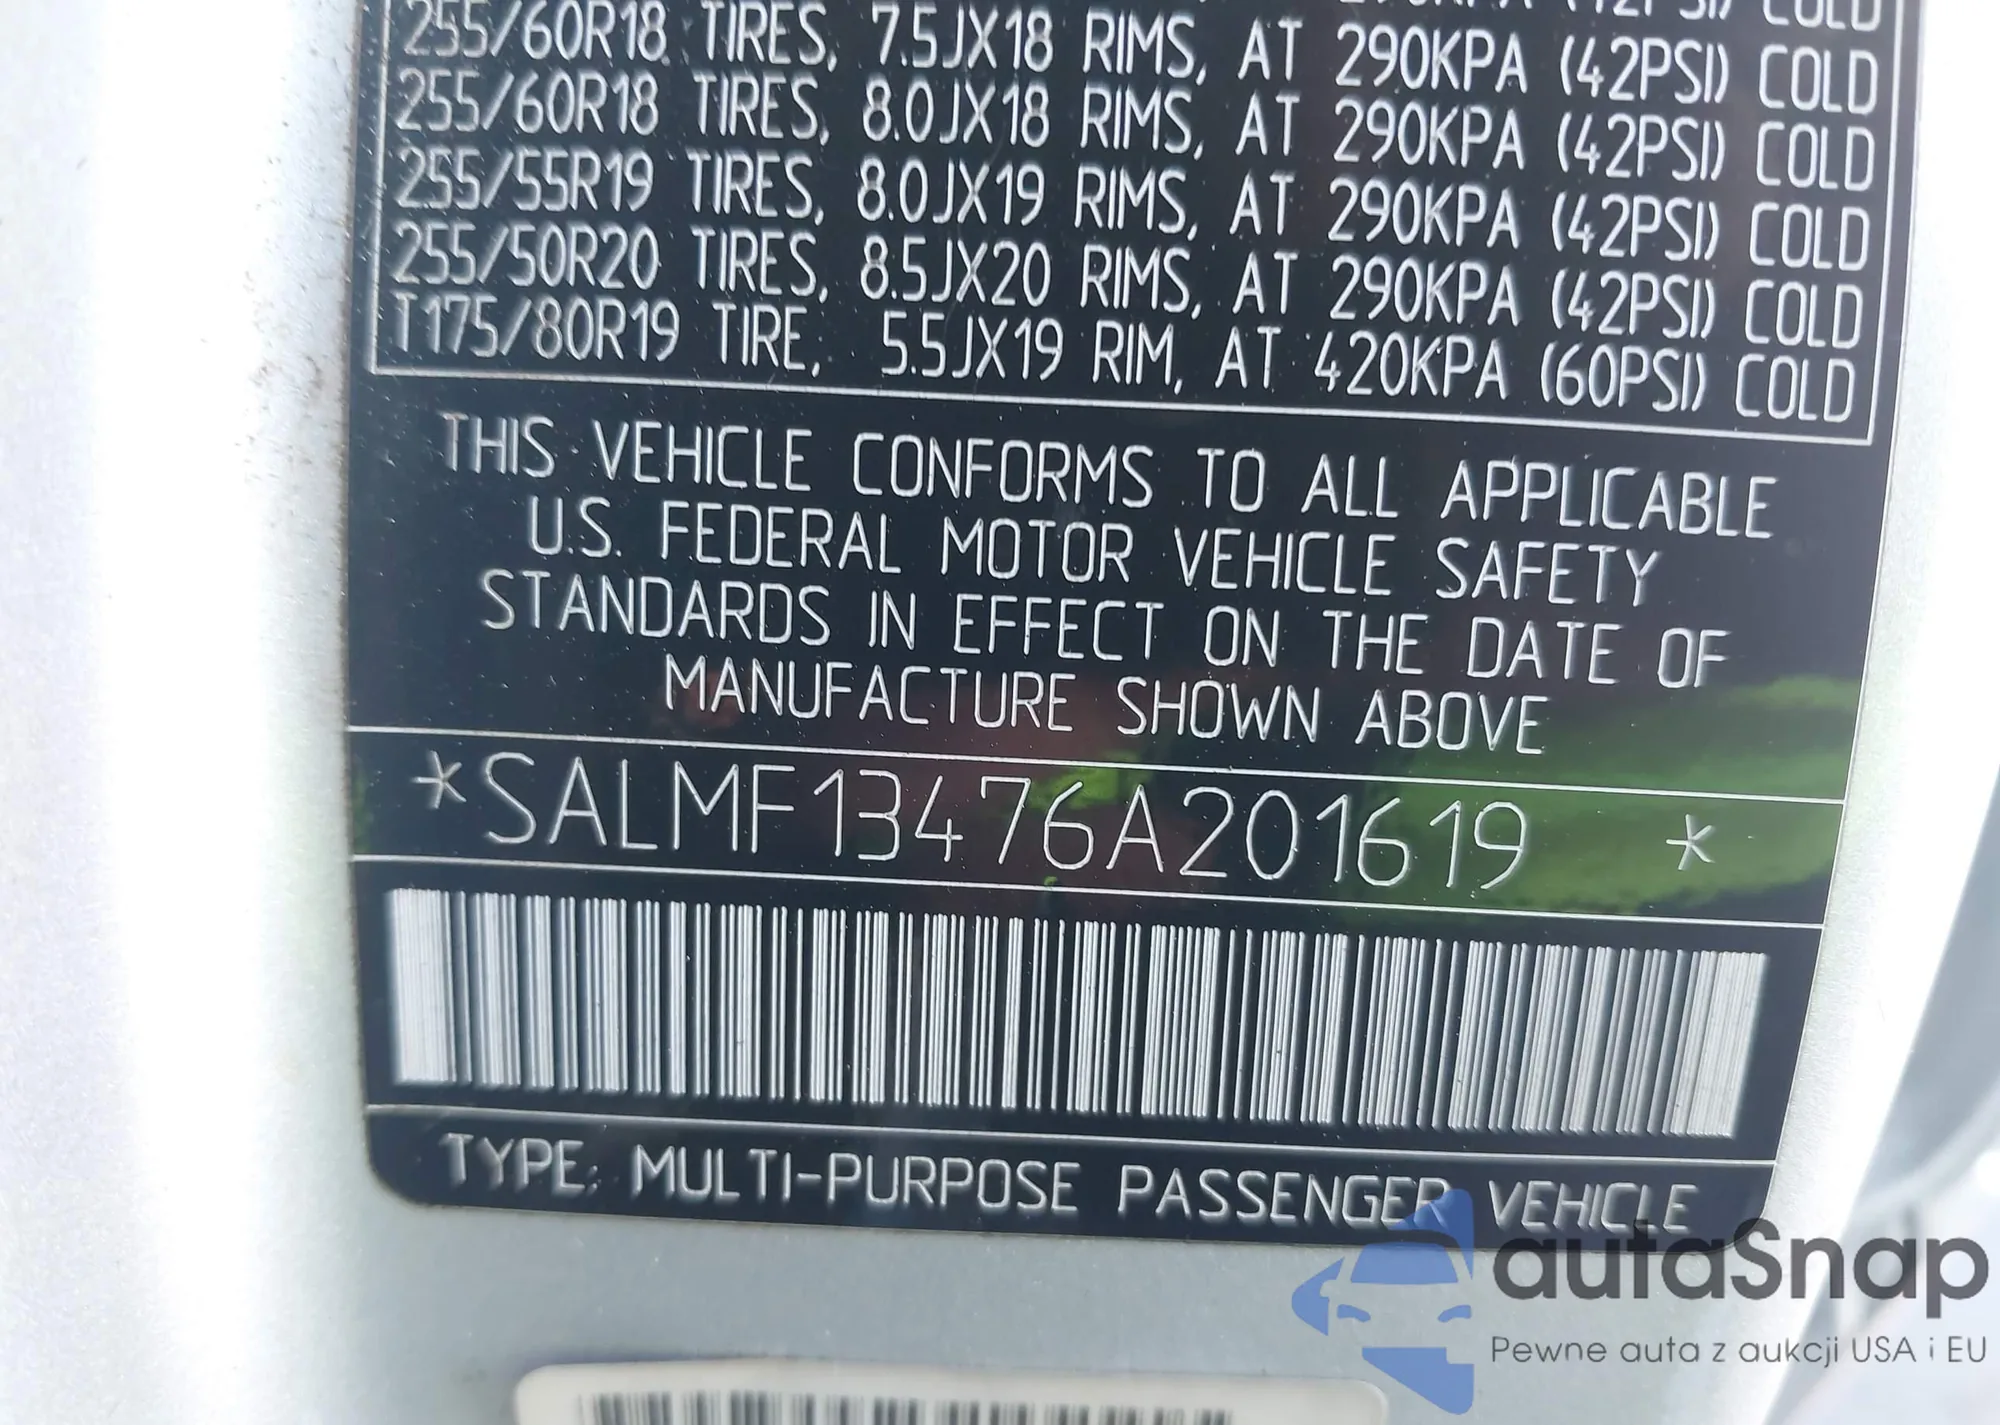 255/60R18 TIRES, 7.5JX18 RIMS, AT 290KPA (42PSI) COLD
255/60R18 TIRES, 8.0JX18 RIMS, AT 290KPA (42PSI) COLD
255/55R19 TIRES, 8.0JX19 RIMS, AT 290KPA (42PSI) COLD
255/50R20 TIRES, 8.5JX20 RIMS, AT 290KPA (42PSI) COLD
T175/80R19 TIRE, 5.5JX19 RIM, AT 420KPA (60PSI) COLD
THIS VEHICLE CONFORMS TO ALL APPLICABLE
U.S. FEDERAL MOTOR VEHICLE SAFETY
STANDARDS IN EFFECT ON THE DATE OF
MANUFACTURE SHOWN ABOVE
*SALMF13476A201619 *
TYPE: MULTI-PURPOSE PASSENGER VEHICLE
autaSnap
Pewne auta z aukcji USA i EU